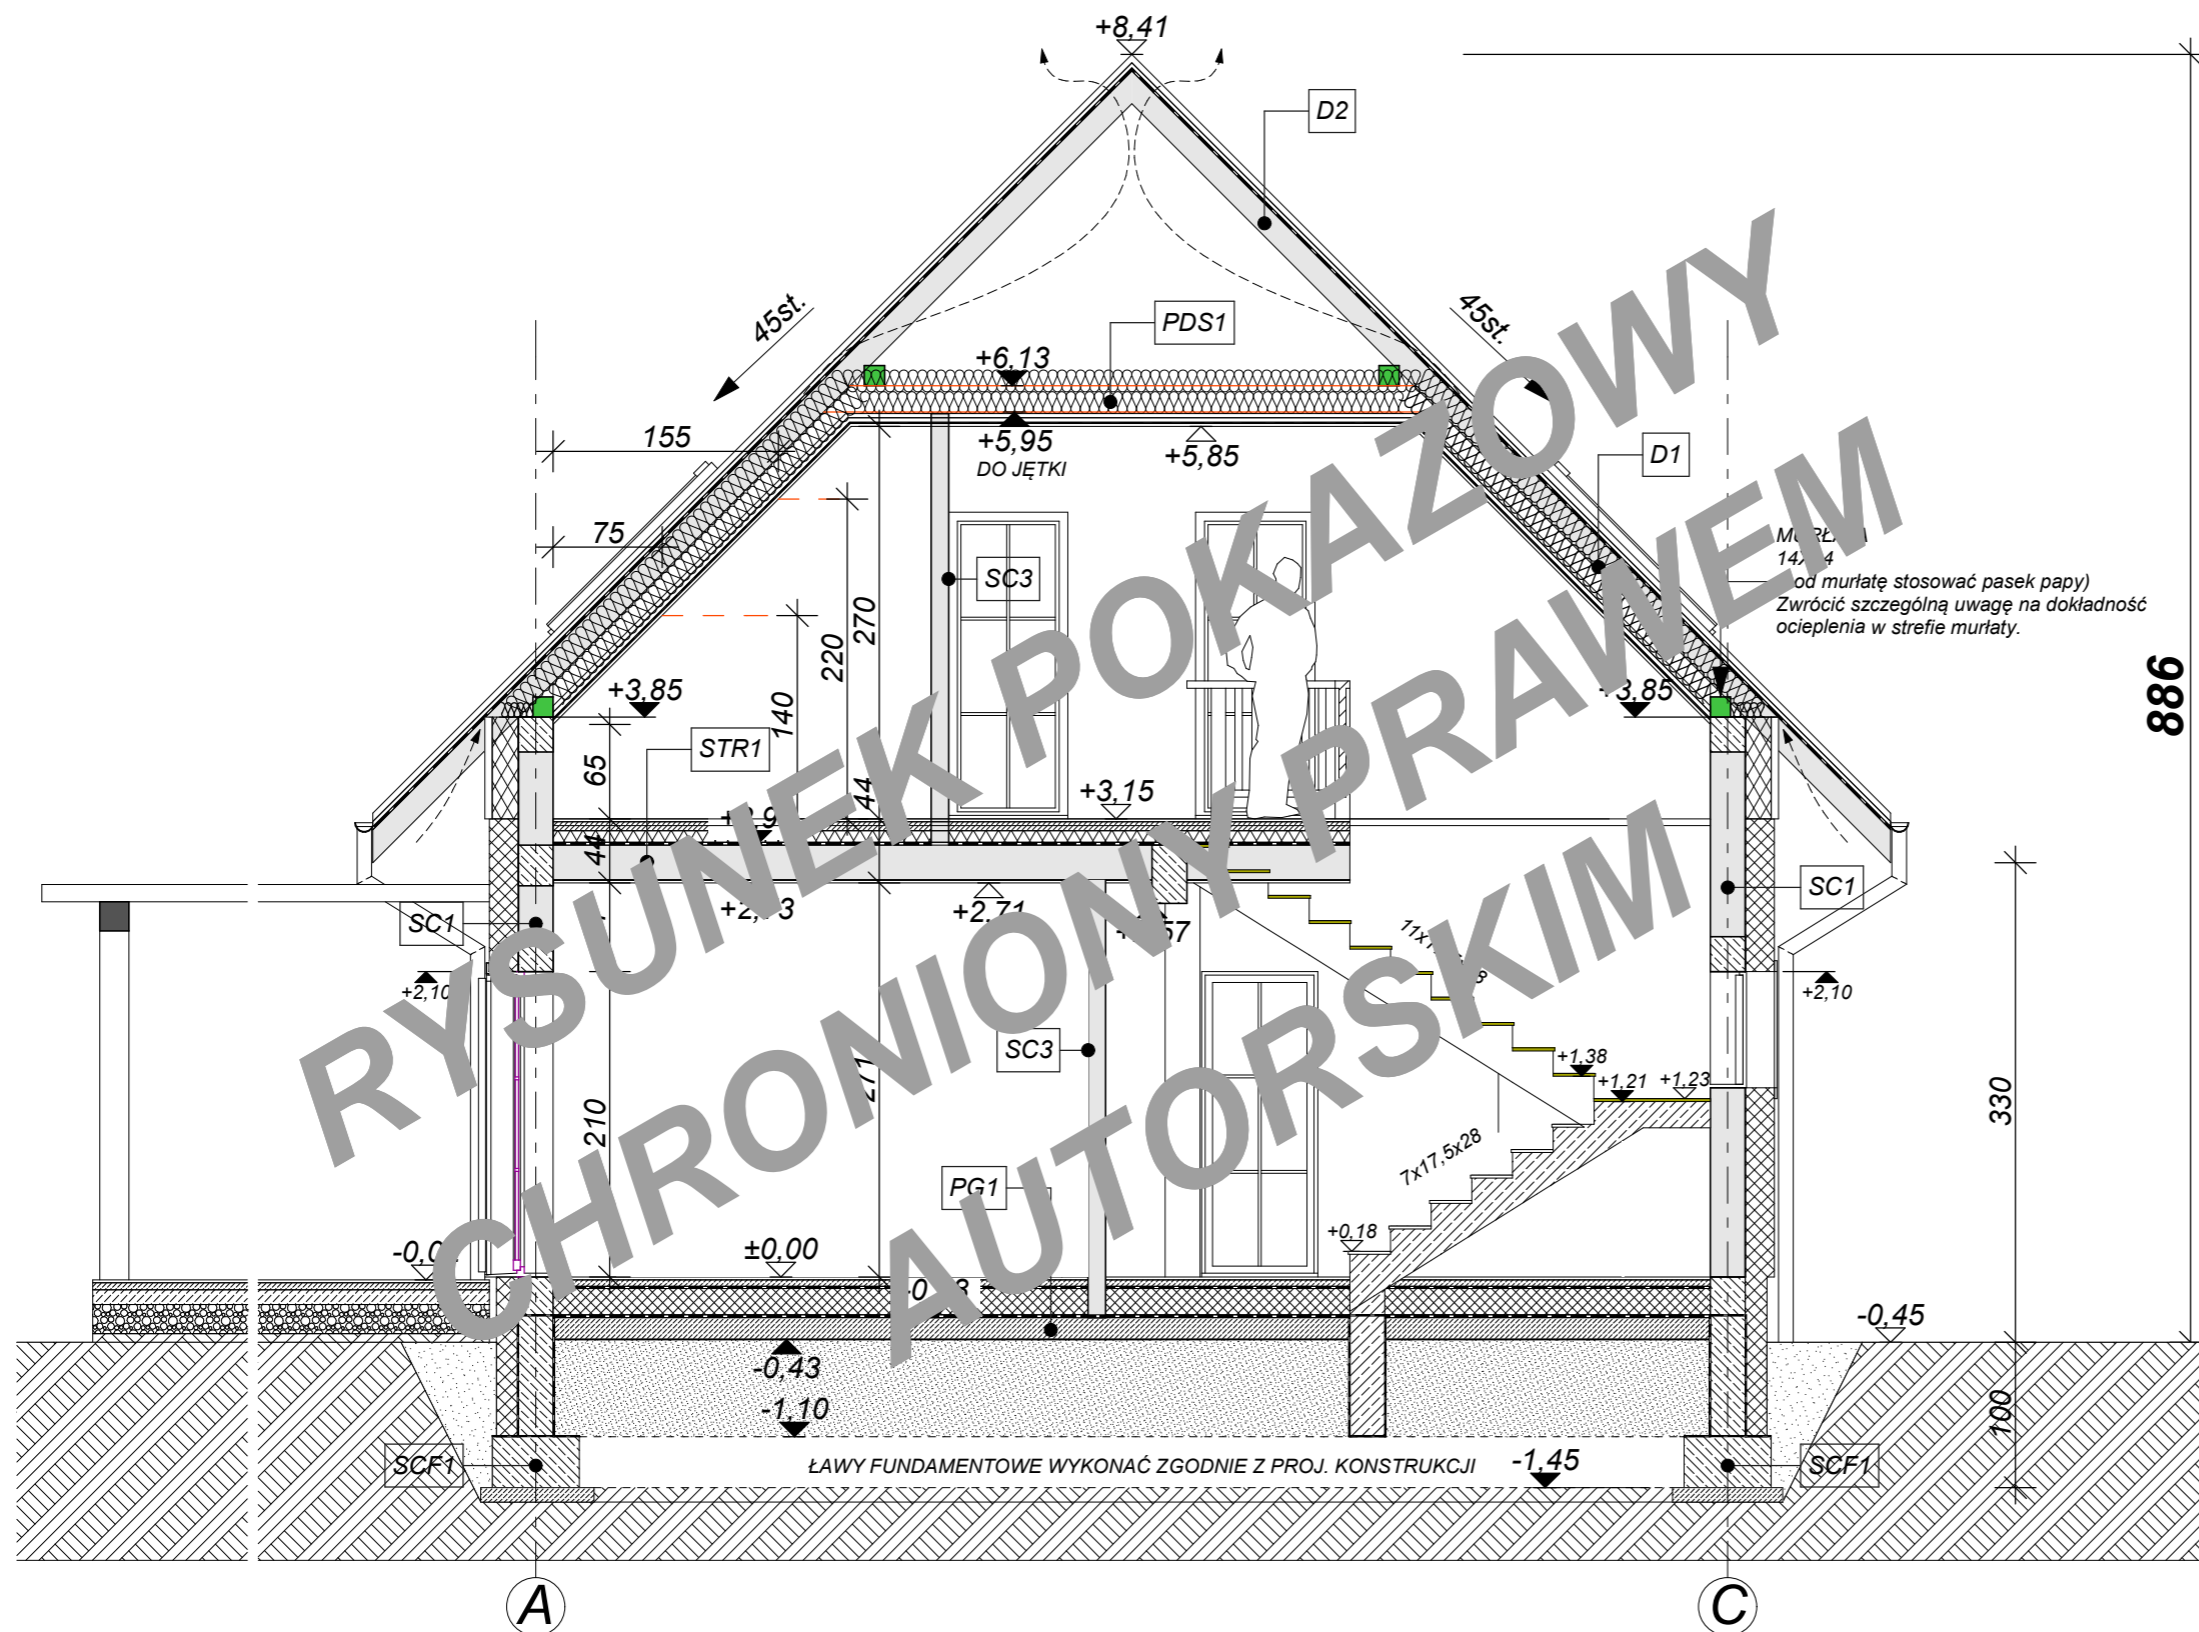 +8,41
D2
45st.
45st.
PDS1
+6,13
155
+5,95
DO JĘTKI
+5,85
D1
75
SC3
14X14
od murłatę stosować pasek papy)
Zwrócić szczególną uwagę na dokładność
ocieplenia w strefie murłaty.
270
220
140
+3,85
+3,85
886
STR1
65
44
+3,15
44
SC1
SC1
+2,71
+2,10
+2,10
SC3
+1,38
+1,21
+1,23
330
210
271
7x17,5x28
PG1
+0,18
±0,00
-0,45
-0,43
-1,10
100
SCF1
ŁAWY FUNDAMENTOWE WYKONAĆ ZGODNIE Z PROJ. KONSTRUKCJI
-1,45
SCF1
A
C
RYSUNEK POKAZOWY
CHRONIONY PRAWEM
AUTORSKIM